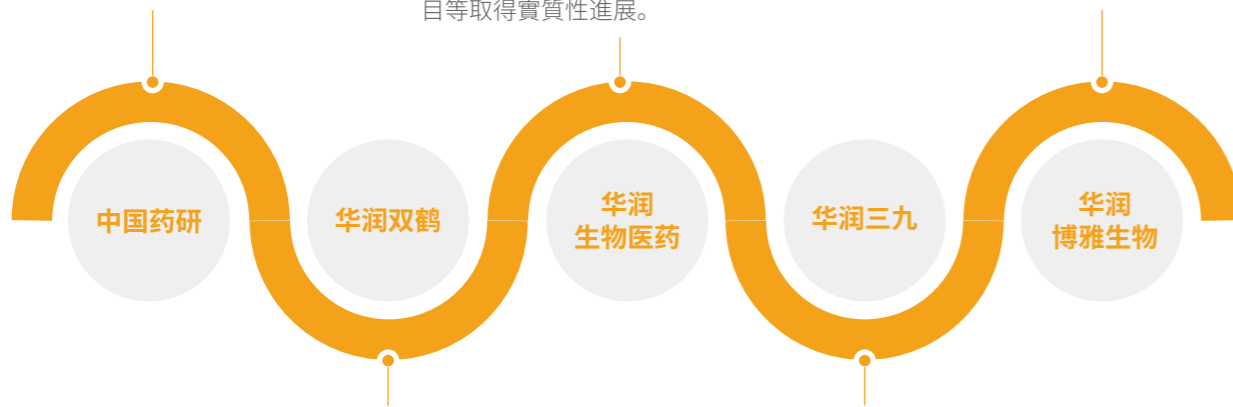 目等取得實質性進展。
中国药研
华润双鹤
华润
生物医药
华润三九
华润
博雅生物